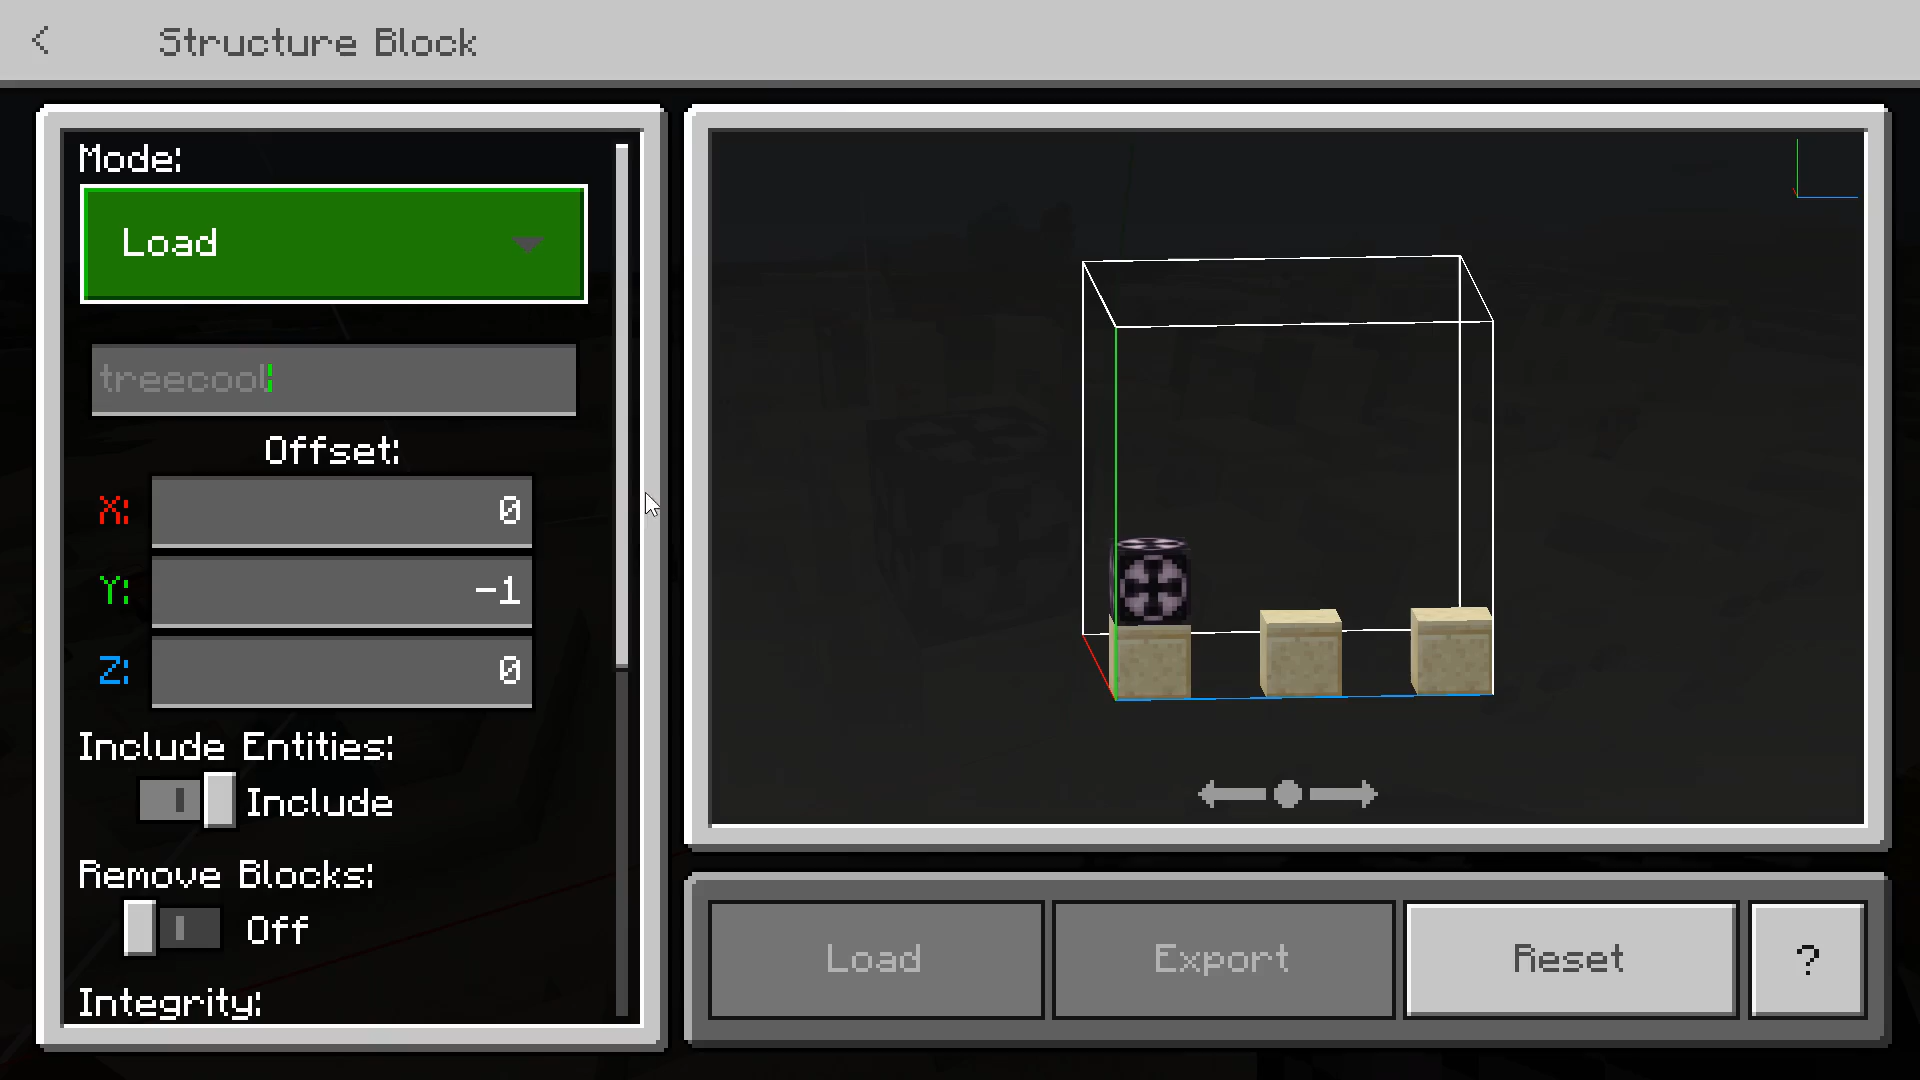 Structure Block
Mode:
Load
treecool
Offset:
X: 0
Y: -1
Z: 0
Include Entities:
Include
Remove Blocks:
Off
Integrity:
Load Export Reset ?